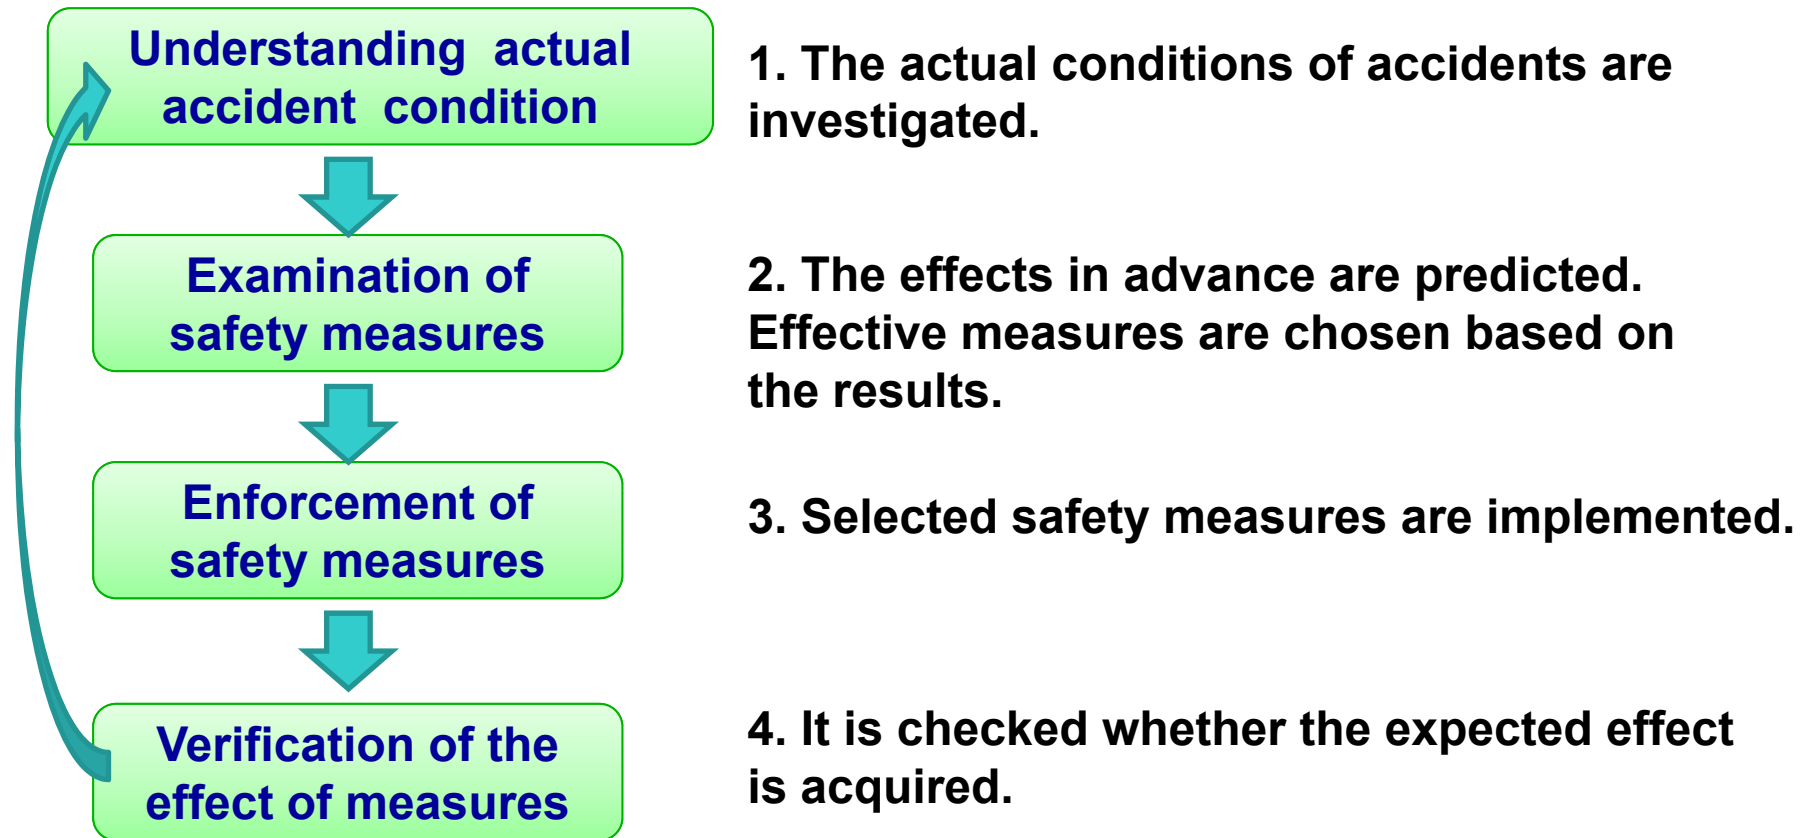 Understanding actual
accident condition
1. The actual conditions of accidents are
investigated.
Examination of
safety measures
2. The effects in advance are predicted.
Effective measures are chosen based on
the results.
Enforcement of
safety measures
3. Selected safety measures are implemented.
Verification of the
effect of measures
4. It is checked whether the expected effect
is acquired.